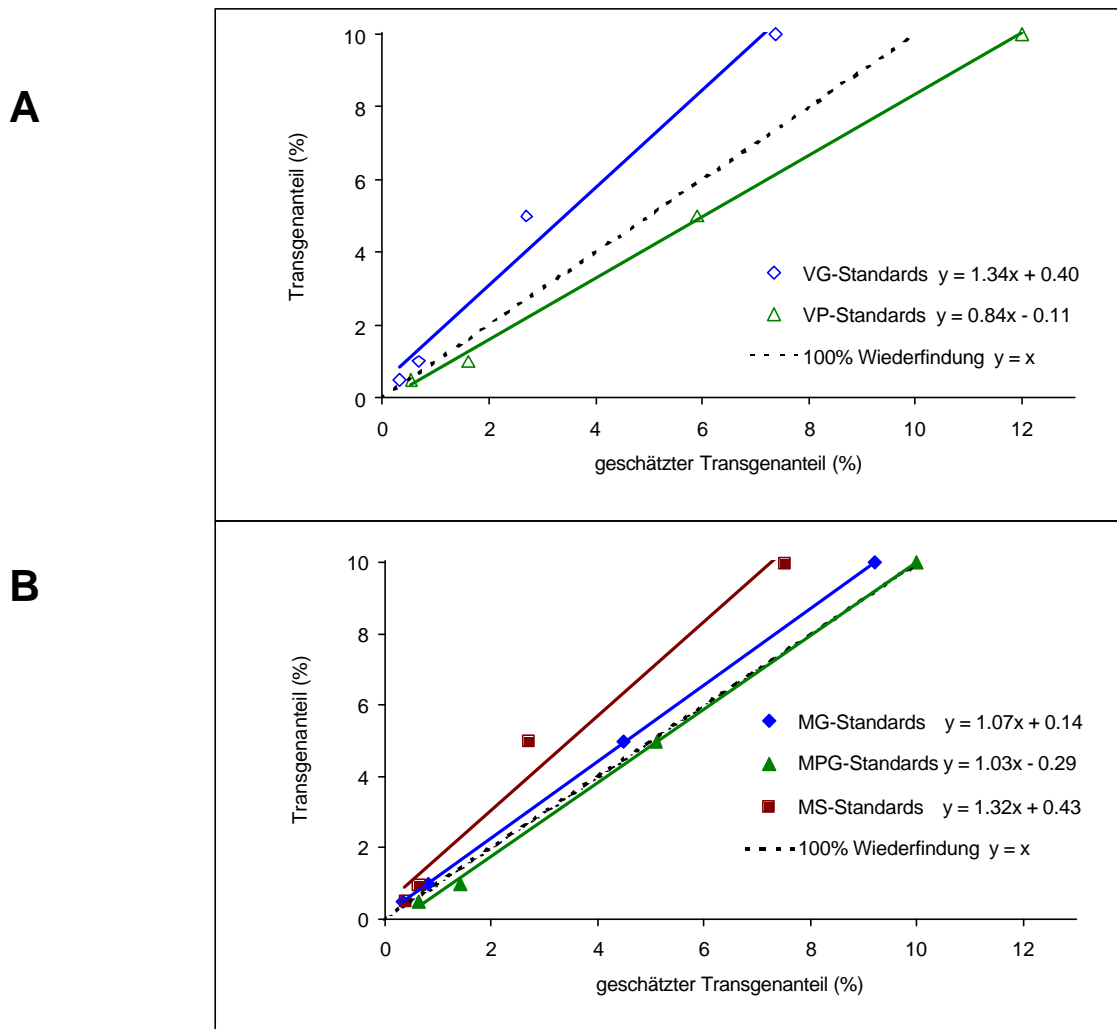 A
Transgenanteil (%)
10
8
6
4
2
0
0 2 4 6 8 10 12
geschätzter Transgenanteil (%)
VG-Standards y = 1.34x + 0.40
VP-Standards y = 0.84x - 0.11
100% Wiederfindung y = x
B
Transgenanteil (%)
10
8
6
4
2
0
0 2 4 6 8 10 12
geschätzter Transgenanteil (%)
MG-Standards y = 1.07x + 0.14
MPG-Standards y = 1.03x - 0.29
MS-Standards y = 1.32x + 0.43
100% Wiederfindung y = x